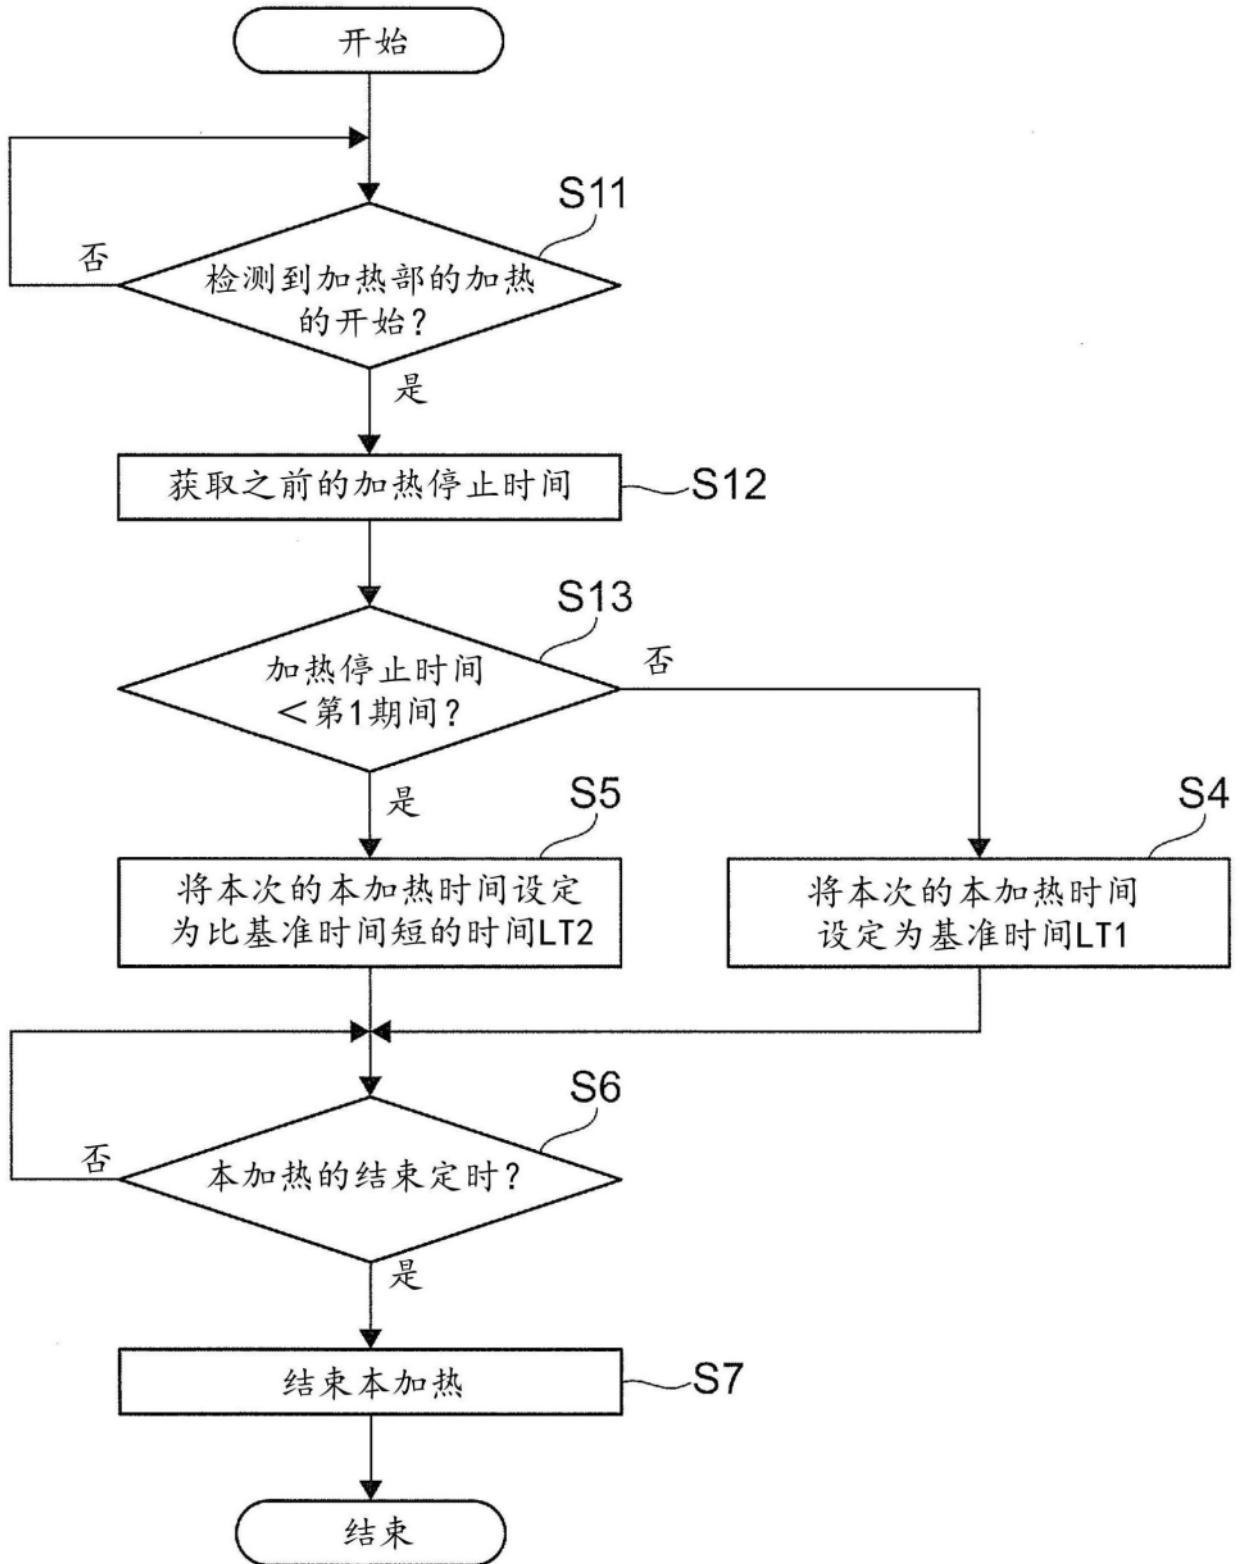 开始
S11
否
检测到加热部的加热
的开始?
是
获取之前的加热停止时间
S12
S13
加热停止时间
<第1期间?
否
是
S5
S4
将本次的本加热时间设定
为比基准时间短的时间LT2
将本次的本加热时间
设定为基准时间LT1
S6
否
本加热的结束定时?
是
结束本加热
S7
结束